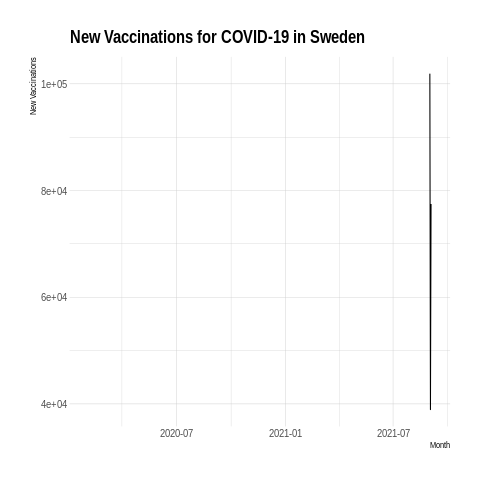 New Vaccinations for COVID-19 in Sweden
New Vaccinations
1e+05
8e+04
6e+04
4e+04
2020-07 2021-01 2021-07
Month